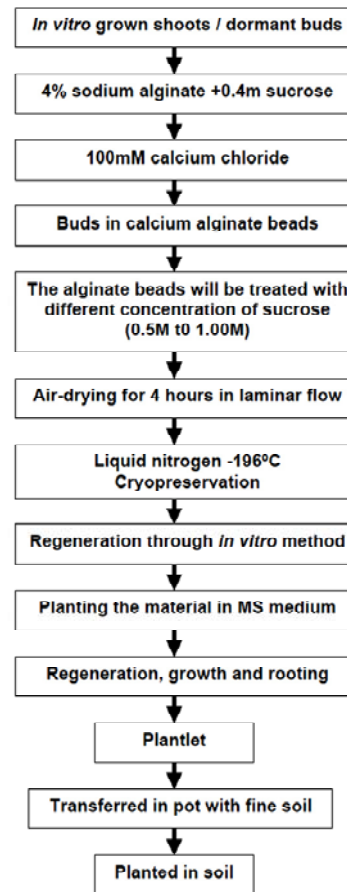 In vitro grown shoots / dormant buds
4% sodium alginate +0.4m sucrose
100mM calcium chloride
Buds in calcium alginate beads
The alginate beads will be treated with
different concentration of sucrose
(0.5M to 1.00M)
Air-drying for 4 hours in laminar flow
Liquid nitrogen -196ºC
Cryopreservation
Regeneration through in vitro method
Planting the material in MS medium
Regeneration, growth and rooting
Plantlet
Transferred in pot with fine soil
Planted in soil